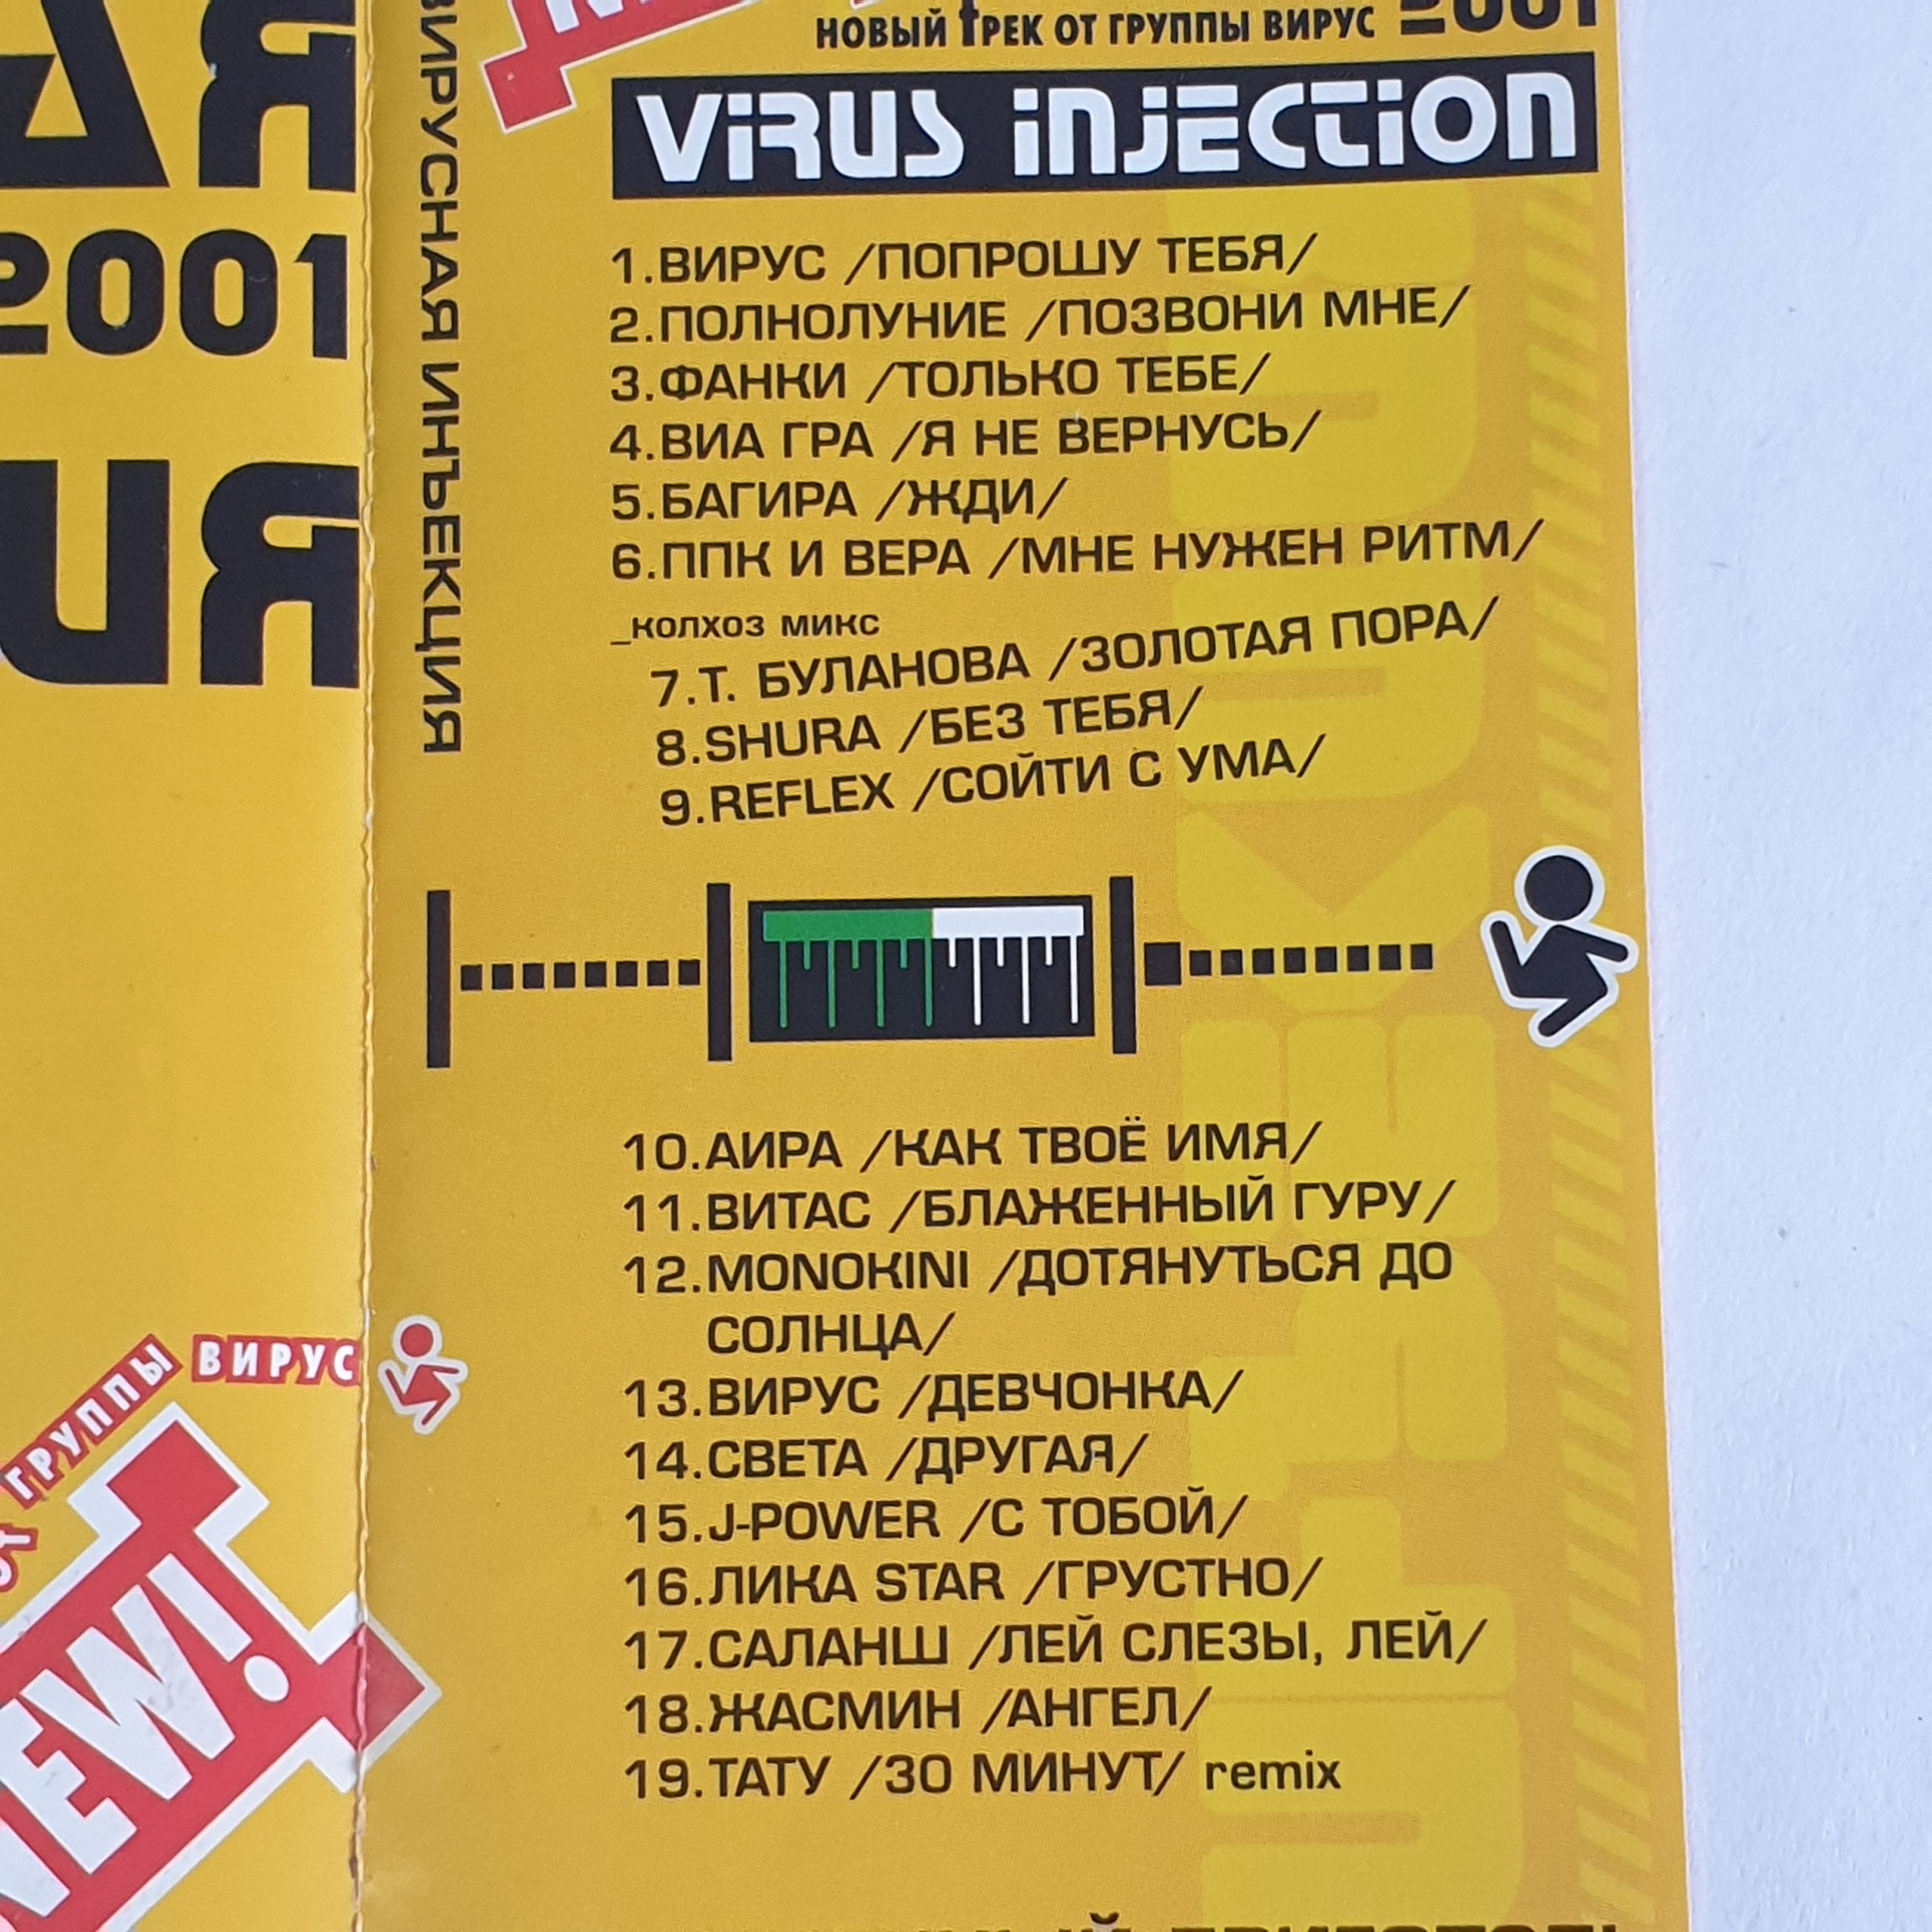 АЯ
2001
ИЯ
ГРУППЫ ВИРУС
NEW!
ВИРУСНАЯ ИНЪЕКЦИЯ
НОВЫЙ ТРЕК ОТ ГРУППЫ ВИРУС 2001
VIRUS INJECTION
1.ВИРУС /ПОПРОШУ ТЕБЯ/
2.ПОЛНОЛУНИЕ /ПОЗВОНИ МНЕ/
3.ФАНКИ /ТОЛЬКО ТЕБЕ/
4.ВИА ГРА /Я НЕ ВЕРНУСЬ/
5.БАГИРА /ЖДИ/
6.ППК И ВЕРА /МНЕ НУЖЕН РИТМ/
_колхоз микс
7.Т. БУЛАНОВА /ЗОЛОТАЯ ПОРА/
8.SHURA /БЕЗ ТЕБЯ/
9.REFLEX /СОЙТИ С УМА/
10.АИРА /КАК ТВОЁ ИМЯ/
11.ВИТАС /БЛАЖЕННЫЙ ГУРУ/
12.MONOKINI /ДОТЯНУТЬСЯ ДО
СОЛНЦА/
13.ВИРУС /ДЕВЧОНКА/
14.СВЕТА /ДРУГАЯ/
15.J-POWER /С ТОБОЙ/
16.ЛИКА STAR /ГРУСТНО/
17.САЛАНШ /ЛЕЙ СЛЕЗЫ, ЛЕЙ/
18.ЖАСМИН /АНГЕЛ/
19.ТАТУ /30 МИНУТ/ remix